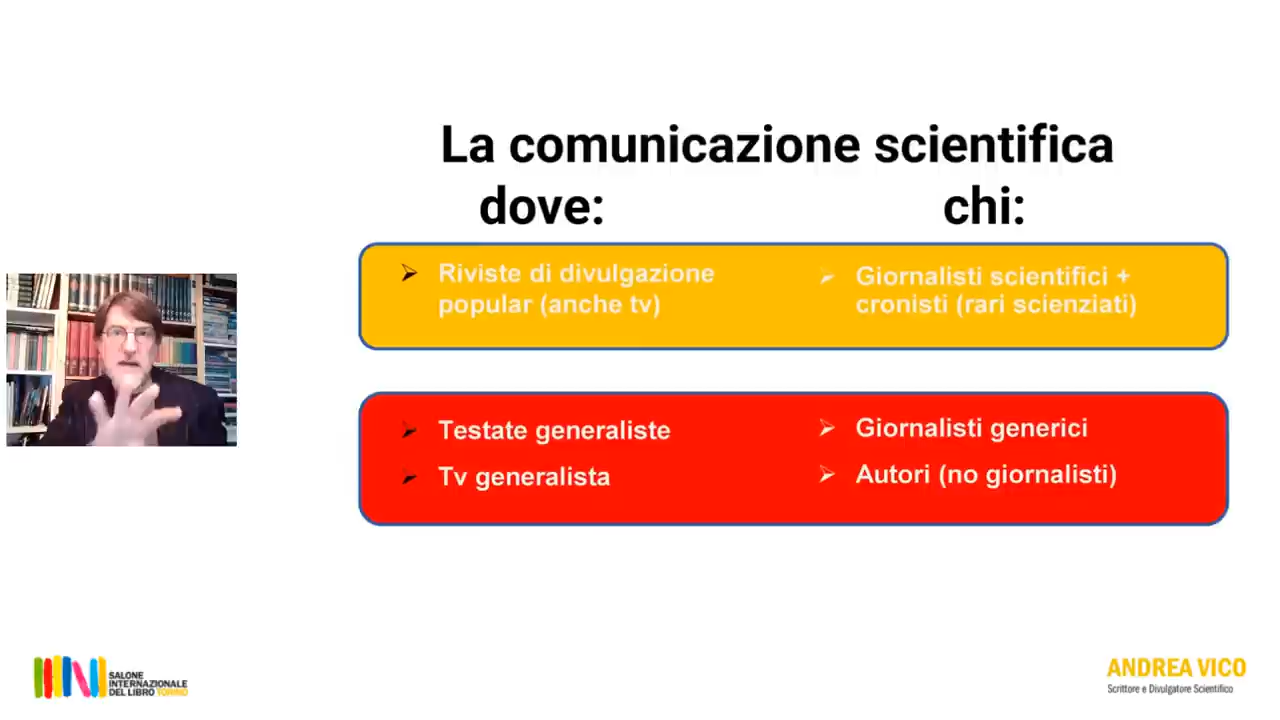 La comunicazione scientifica
dove:
chi:
Riviste di divulgazione
popular (anche tv)
Giornalisti scientifici +
cronisti (rari scienziati)
Testate generaliste
Tv generalista
Giornalisti generici
Autori (no giornalisti)
SALONE
INTERNAZIONALE
DEL LIBRO TORINO
ANDREA VICO
Scrittore e Divulgatore Scientifico